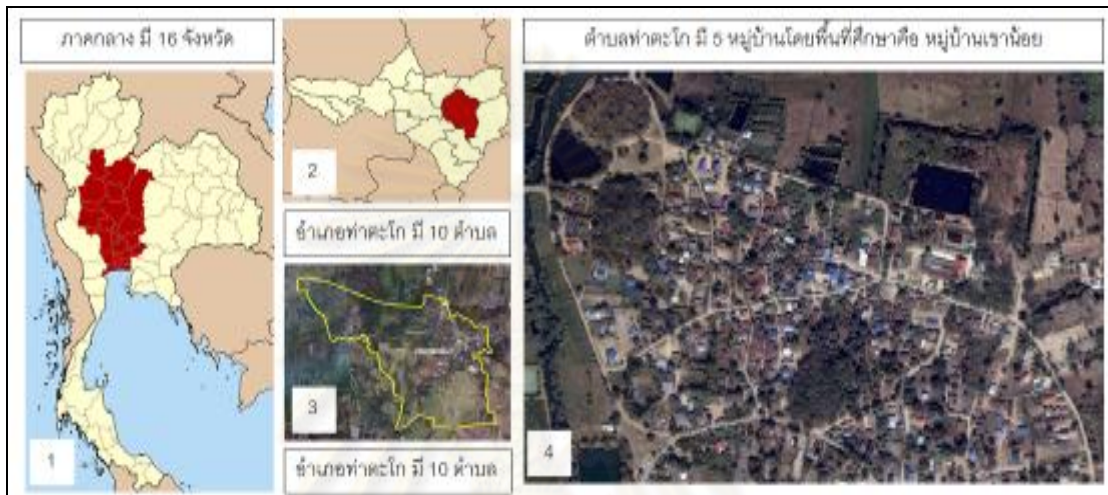 ภาคกลาง มี 16 จังหวัด
1
2
อำเภอท่าตะโก มี 10 ตำบล
3
อำเภอท่าตะโก มี 10 ตำบล
ตำบลท่าตะโก มี 5 หมู่บ้านโดยพื้นที่ศึกษาคือ หมู่บ้านเขาน้อย
4